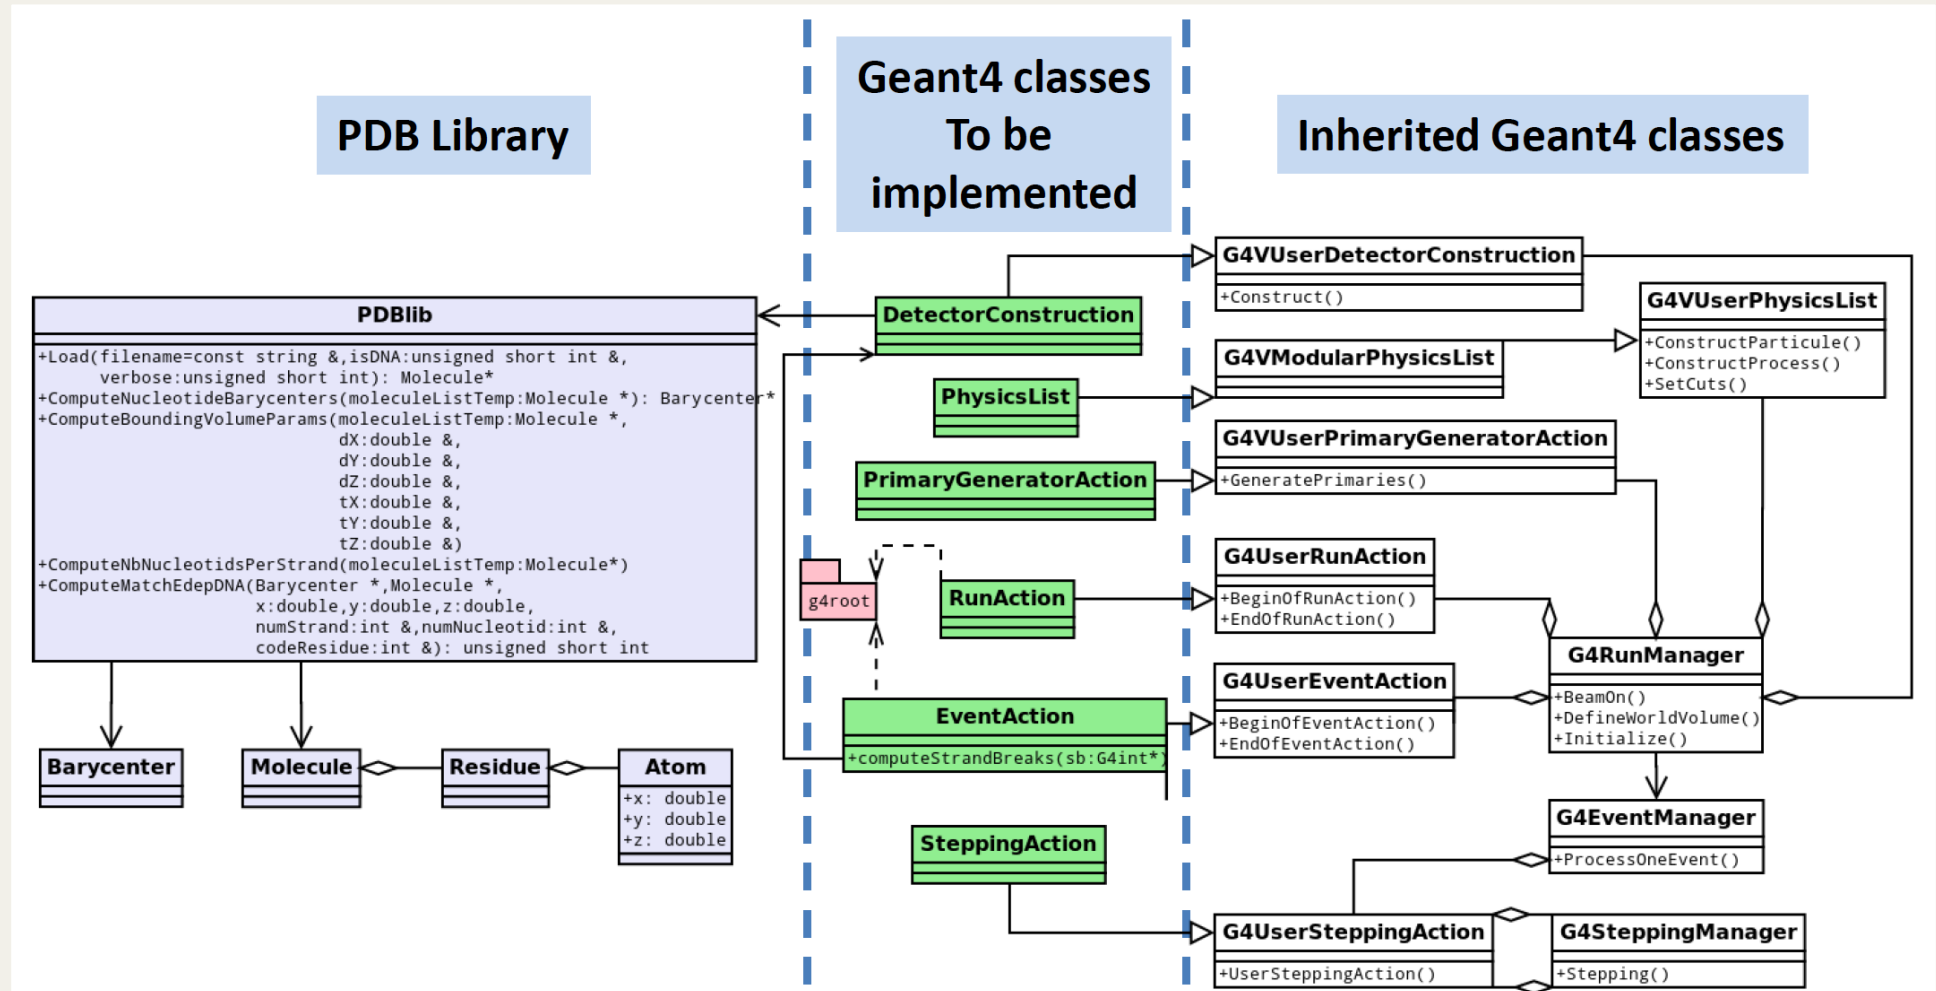 PDB Library
Geant4 classes
To be
implemented
Inherited Geant4 classes
PDBlib
+Load(filename=const string &,isDNA:unsigned short int &,
verbose:unsigned short int): Molecule*
+ComputeNucleotideBarycenters(moleculeListTemp:Molecule *): Barycenter*
+ComputeBoundingVolumeParams(moleculeListTemp:Molecule *,
dX:double &,
dY:double &,
dZ:double &,
tX:double &,
tY:double &,
tZ:double &)
+ComputeNbNucleotidsPerStrand(moleculeListTemp:Molecule*)
+ComputeMatchEdepDNA(Barycenter *,Molecule *,
x:double,y:double,z:double,
numStrand:int &,numNucleotid:int &,
codeResidue:int &): unsigned short int
Barycenter
Molecule
Residue
Atom
+x: double
+y: double
+z: double
DetectorConstruction
PhysicsList
PrimaryGeneratorAction
g4root
RunAction
EventAction
+computeStrandBreaks(sb:G4int*)
SteppingAction
G4VUserDetectorConstruction
+Construct()
G4VUserPhysicsList
+ConstructParticule()
+ConstructProcess()
+SetCuts()
G4VModularPhysicsList
G4VUserPrimaryGeneratorAction
+GeneratePrimaries()
G4UserRunAction
+BeginOfRunAction()
+EndOfRunAction()
G4RunManager
+BeamOn()
+DefineWorldVolume()
+Initialize()
G4UserEventAction
+BeginOfEventAction()
+EndOfEventAction()
G4EventManager
+ProcessOneEvent()
G4UserSteppingAction
+UserSteppingAction()
G4SteppingManager
+Stepping()